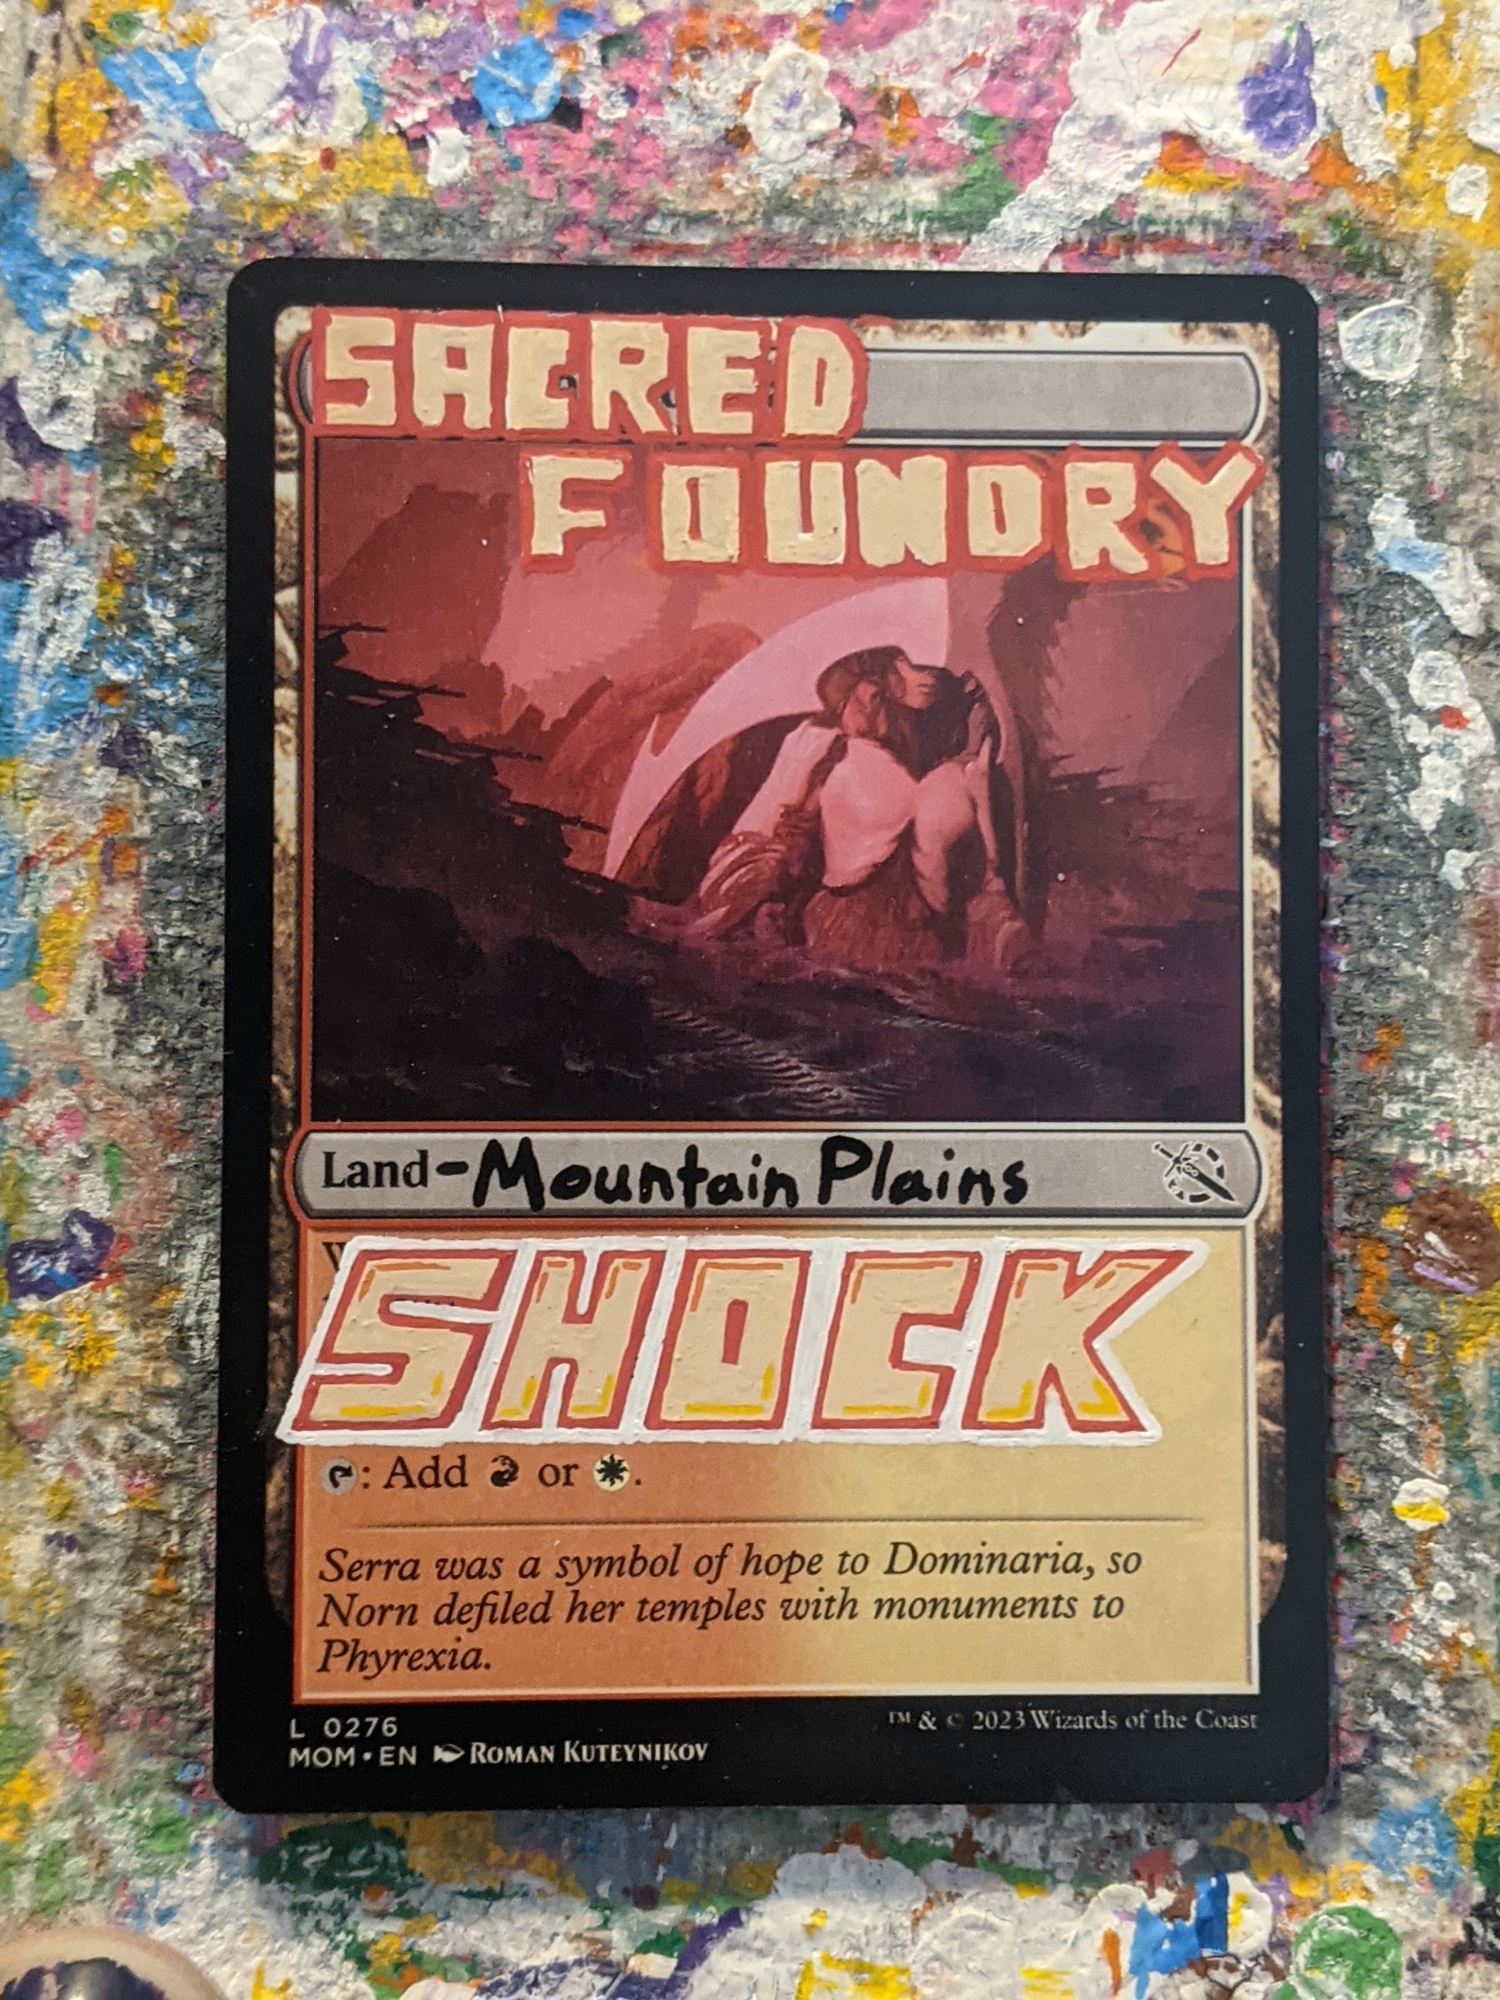 SACRED
FOUNDRY
Land-Mountain Plains
SHOCK
: Add or .
Serra was a symbol of hope to Dominaria, so
Norn defiled her temples with monuments to
Phyrexia.
L 0276
MOM • EN ROMAN KUTEYNIKOV
™ & © 2023 Wizards of the Coast